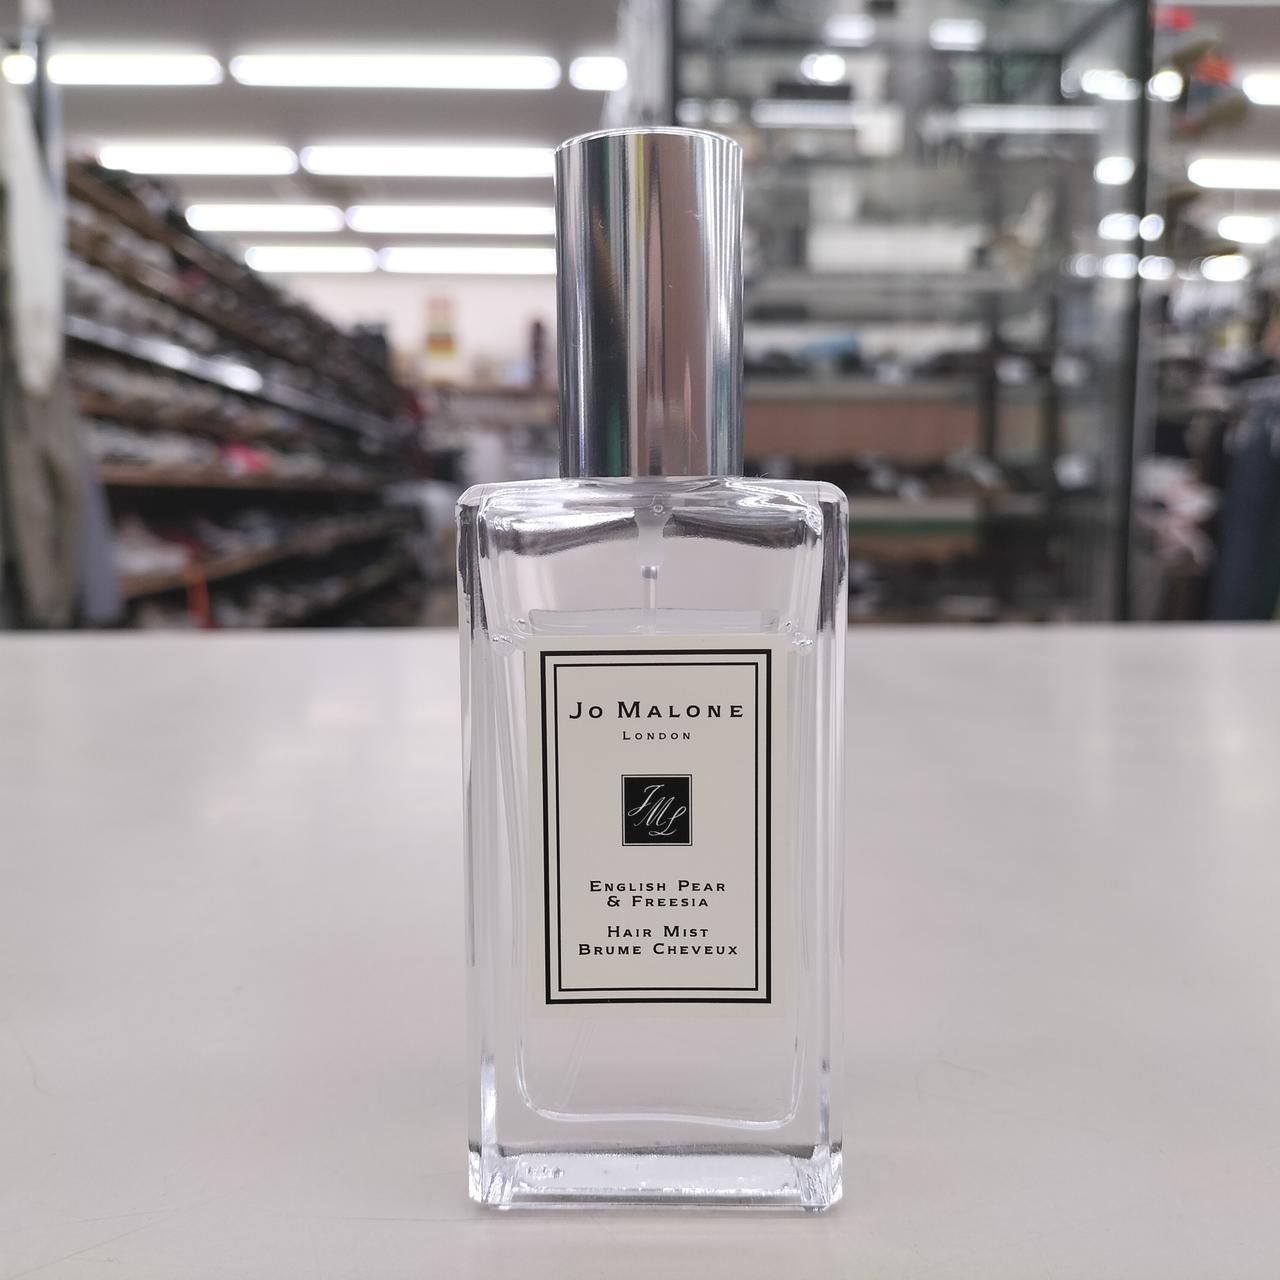 Jo Malone
London
JML
English Pear
& Freesia
Hair Mist
Brume Cheveux